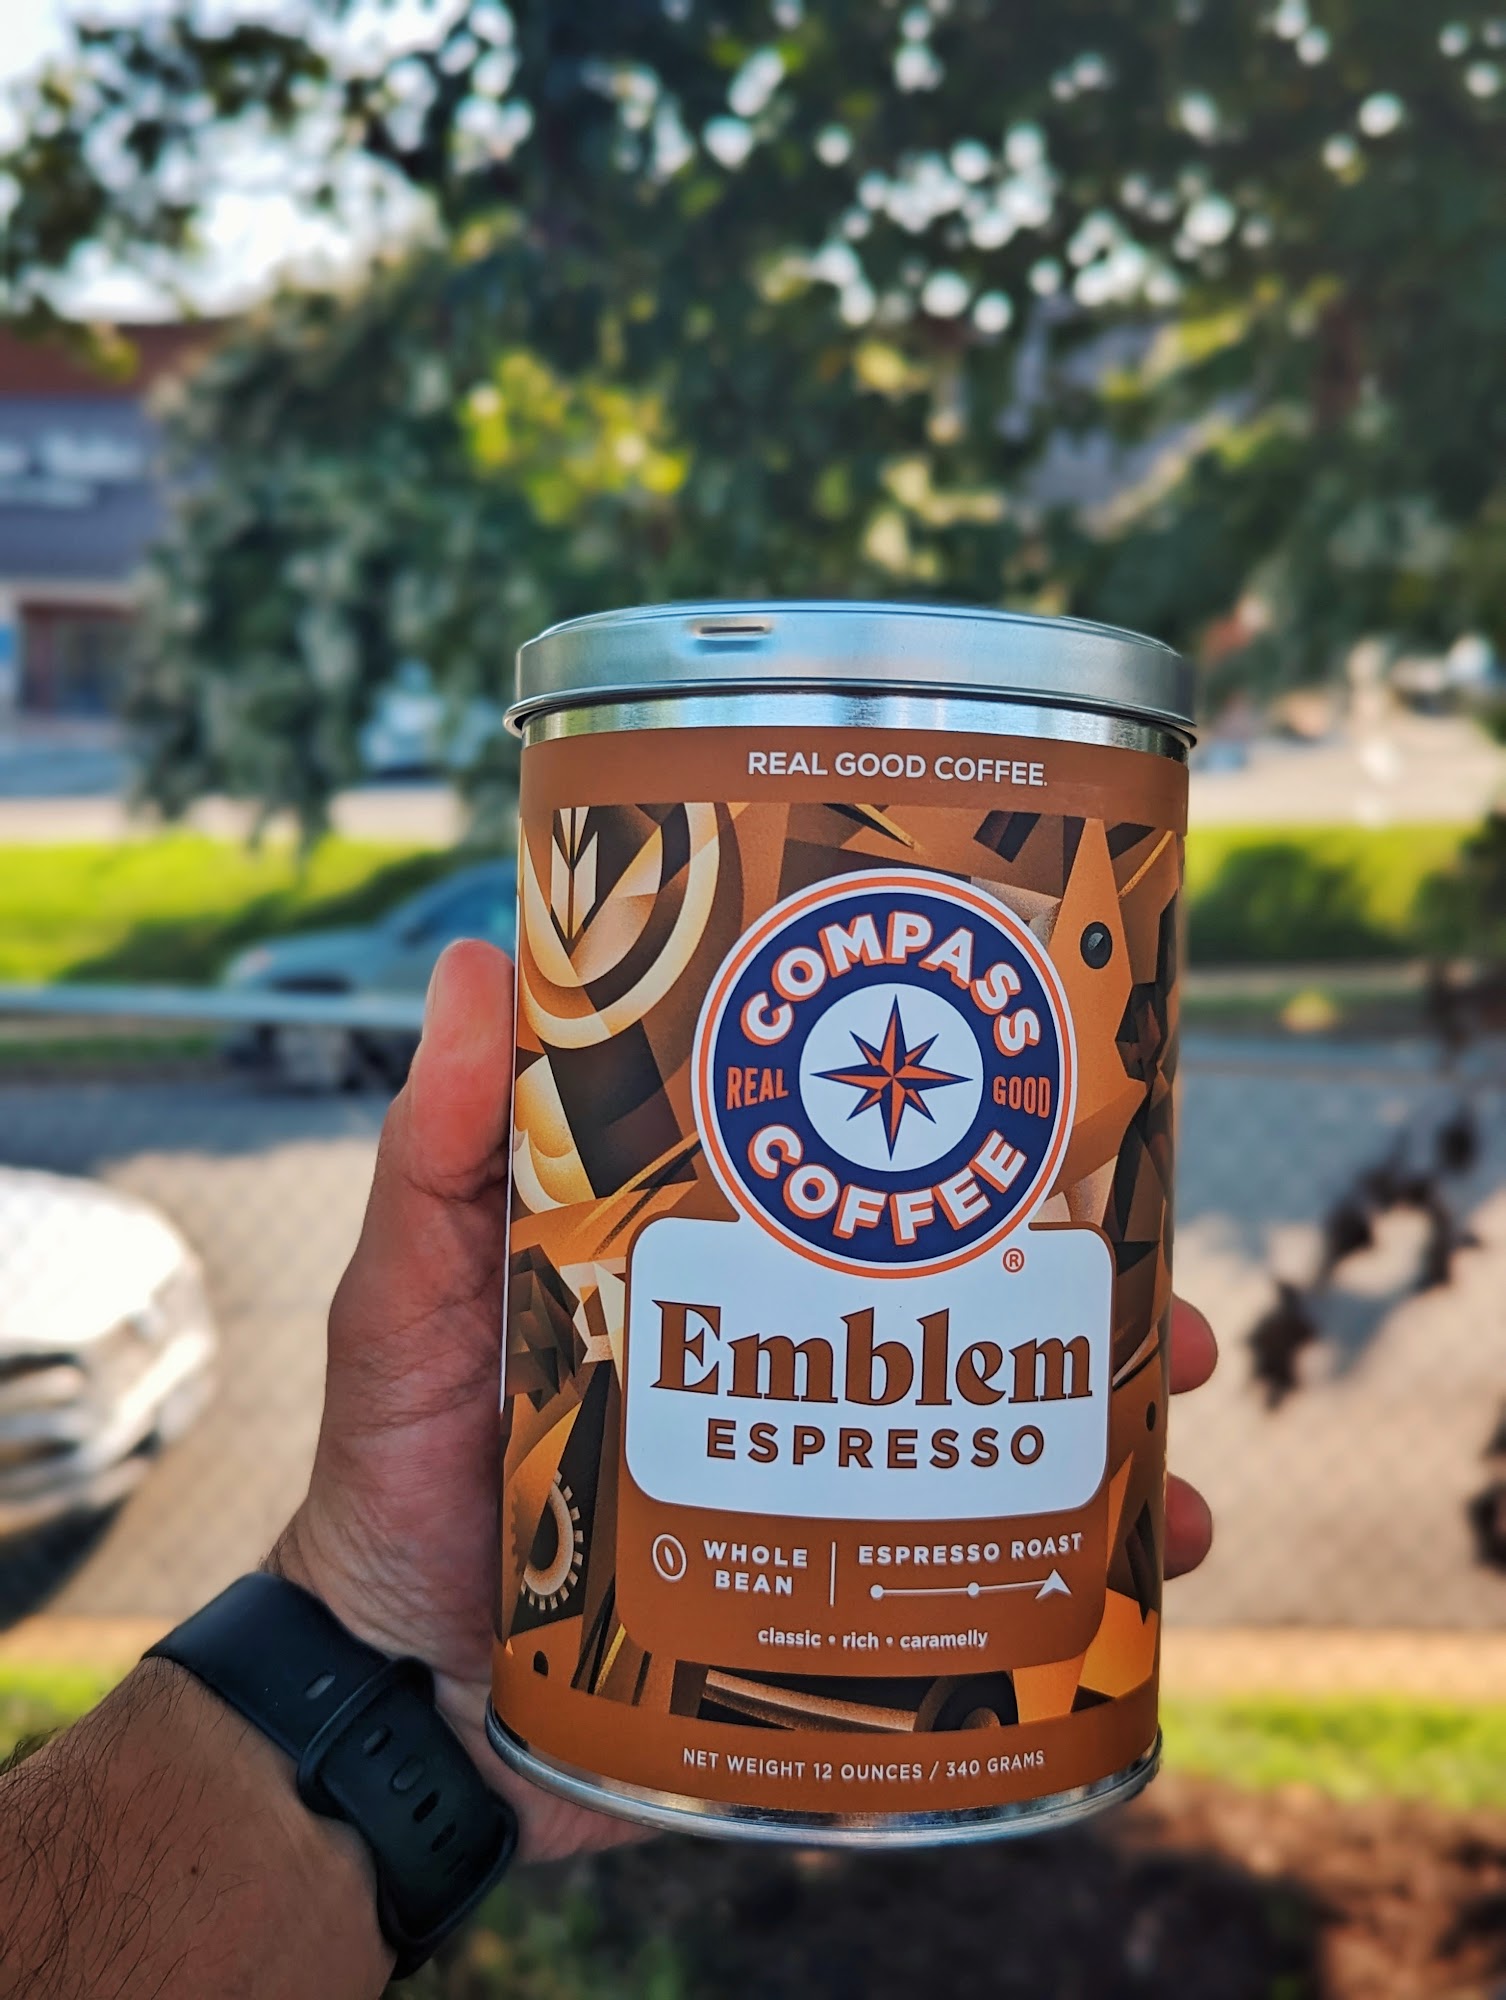 REAL GOOD COFFEE.
COMPASS
REAL GOOD
COFFEE
®
Emblem
ESPRESSO
WHOLE
BEAN
ESPRESSO ROAST
classic • rich • caramelly
NET WEIGHT 12 OUNCES / 340 GRAMS